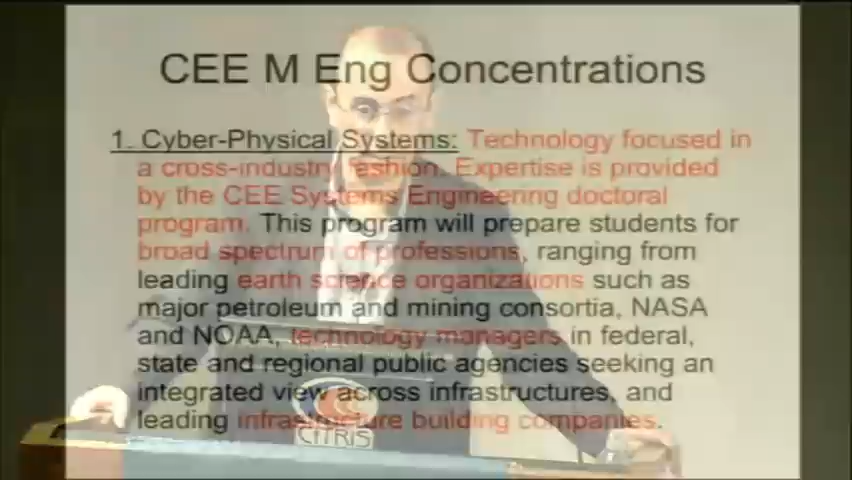 CEE M Eng Concentrations
1. Cyber-Physical Systems: Technology focused in
a cross-industry fashion. Expertise is provided
by the CEE Systems Engineering doctoral
program. This program will prepare students for
broad spectrum of professions, ranging from
leading earth science organizations such as
major petroleum and mining consortia, NASA
and NOAA, technology managers in federal,
state and regional public agencies seeking an
integrated view across infrastructures, and
leading infrastructure building companies.
CITRIS